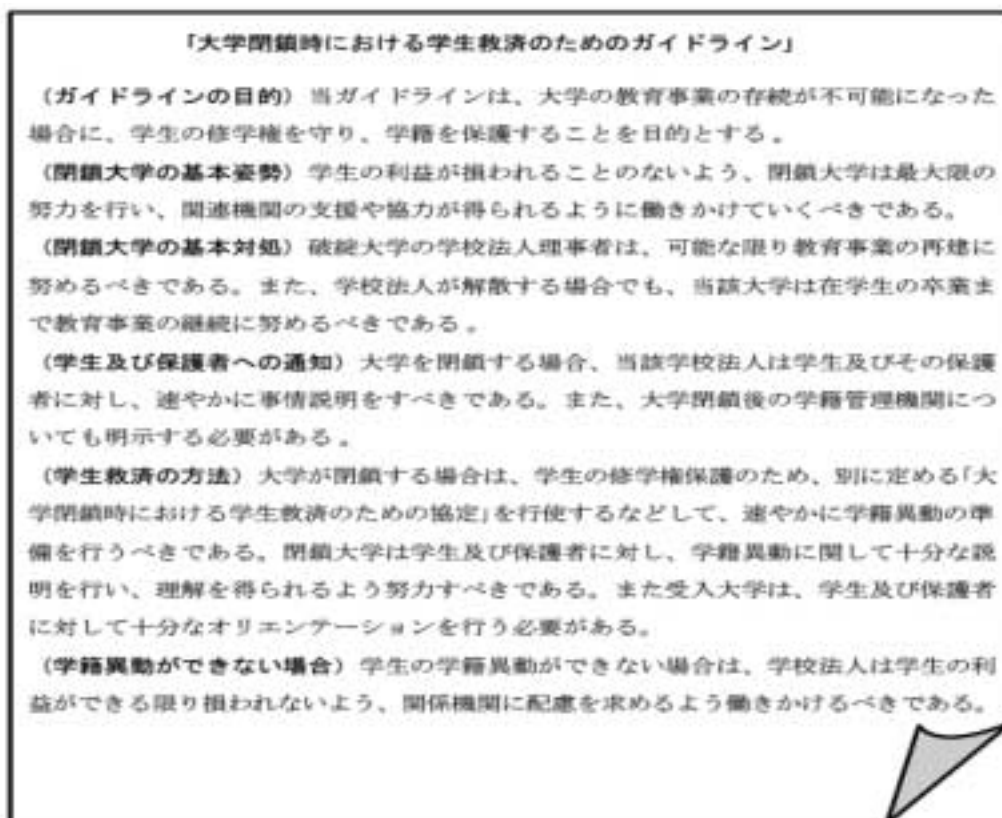 「大学閉鎖時における学生救済のためのガイドライン」
（ガイドラインの目的）当ガイドラインは、大学の教育事業の存続が不可能になった
場合に、学生の修学権を守り、学籍を保護することを目的とする。
（閉鎖大学の基本姿勢）学生の利益が損われることのないよう、閉鎖大学は最大限の
努力を行い、関連機関の支援や協力が得られるように働きかけていくべきである。
（閉鎖大学の基本対処）破綻大学の学校法人理事者は、可能な限り教育事業の再建に
努めるべきである。また、学校法人が解散する場合でも、当該大学は在学生の卒業ま
で教育事業の継続に努めるべきである。
（学生及び保護者への通知）大学を閉鎖する場合、当該学校法人は学生及びその保護
者に対し、速やかに事情説明をすべきである。また、大学閉鎖後の学籍管理機関につ
いても明示する必要がある。
（学生救済の方法）大学が閉鎖する場合は、学生の修学権保護のため、別に定める「大
学閉鎖時における学生救済のための協定」を行使するなどして、速やかに学籍異動の準
備を行うべきである。閉鎖大学は学生及び保護者に対し、学籍異動に関して十分な説
明を行い、理解を得られるよう努力すべきである。また受入大学は、学生及び保護者
に対して十分なオリエンテーションを行う必要がある。
（学籍異動ができない場合）学生の学籍異動ができない場合は、学校法人は学生の利
益ができる限り損われないよう、関係機関に配慮を求めるよう働きかけるべきである。